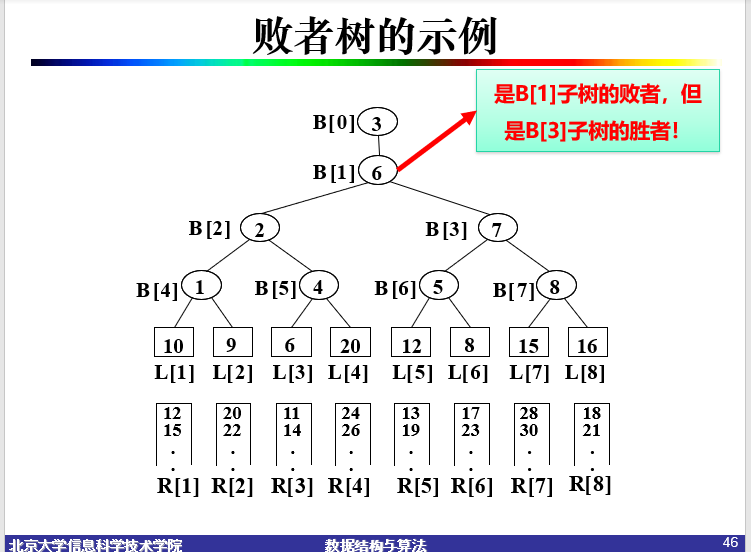 败者树的示例
是B[1]子树的败者，但
是B[3]子树的胜者！
B[0] 3
B[1] 6
B[2] 2 B[3] 7
B[4] 1 B[5] 4 B[6] 5 B[7] 8
10 9 6 20 12 8 15 16
L[1] L[2] L[3] L[4] L[5] L[6] L[7] L[8]
12 20 11 24 13 17 28 18
15 22 14 26 19 23 30 21
. . . . . . . .
. . . . . . . .
R[1] R[2] R[3] R[4] R[5] R[6] R[7] R[8]
北京大学信息科学技术学院 数据结构与算法 46